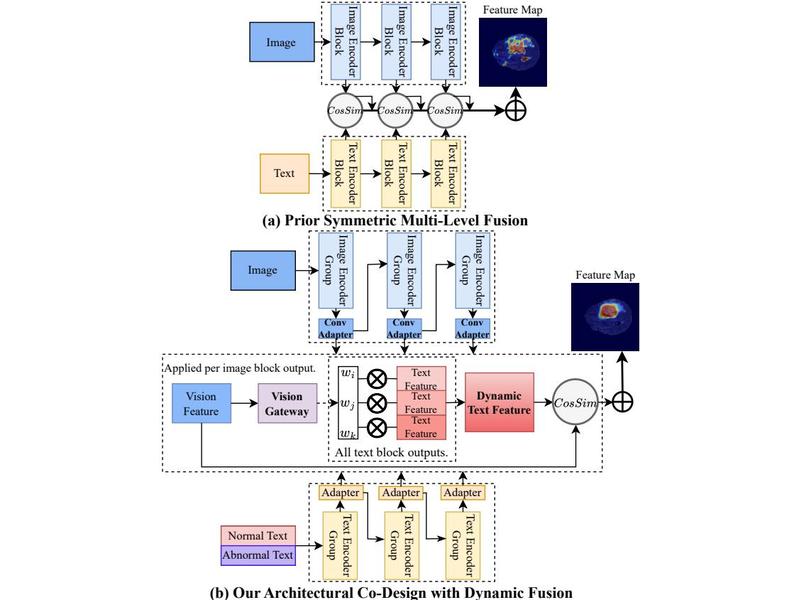 Feature Map
Image
Image Encoder
Block
Image Encoder
Block
Image Encoder
Block
CosSim
CosSim
CosSim
Text
Text Encoder
Block
Text Encoder
Block
Text Encoder
Block
(a) Prior Symmetric Multi-Level Fusion
Image
Image Encoder
Group
Image Encoder
Group
Image Encoder
Group
Feature Map
Conv
Adapter
Conv
Adapter
Conv
Adapter
Applied per image block output.
Vision
Feature
Vision
Gateway
w_i
w_j
w_k
Text
Feature
Text
Feature
Text
Feature
Dynamic
Text Feature
CosSim
All text block outputs.
Adapter
Adapter
Adapter
Normal Text
Abnormal Text
Text Encoder
Group
Text Encoder
Group
Text Encoder
Group
(b) Our Architectural Co-Design with Dynamic Fusion